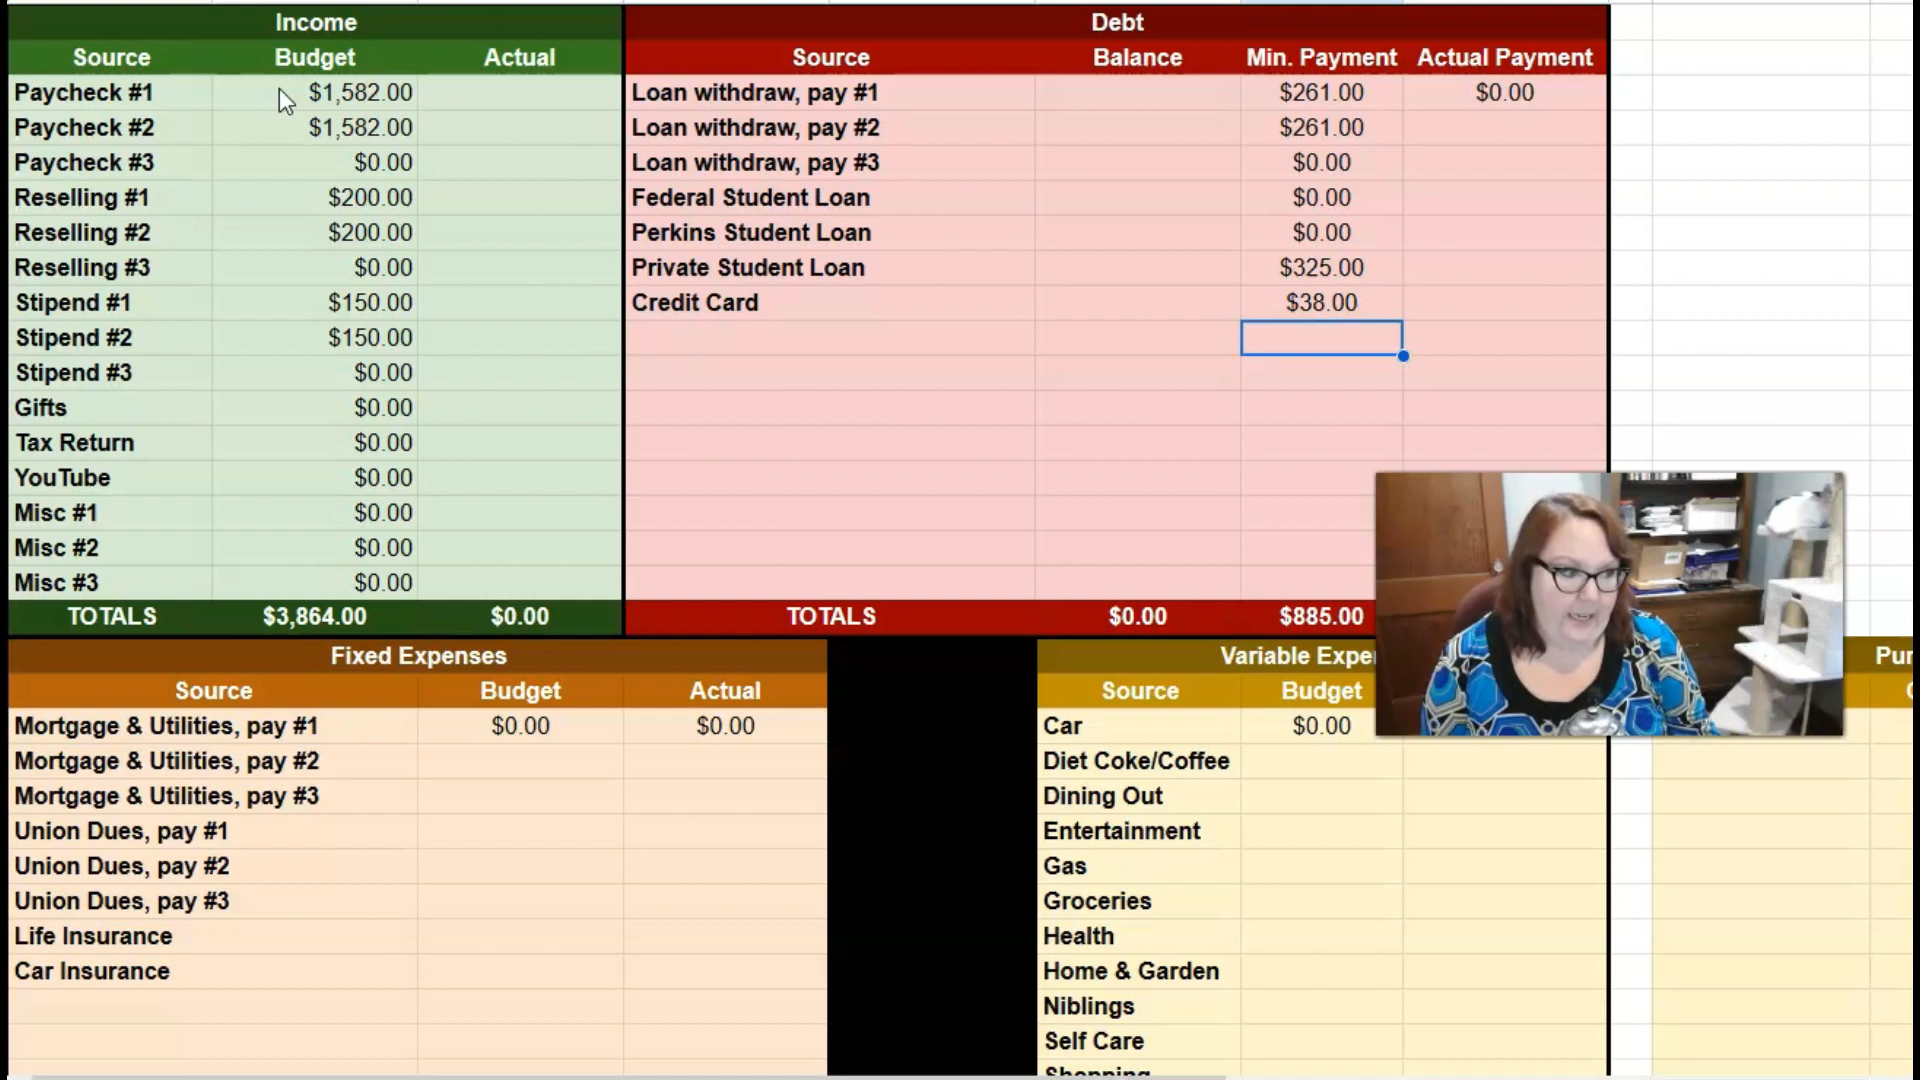 Income
Source Budget Actual
Paycheck #1 $1,582.00
Paycheck #2 $1,582.00
Paycheck #3 $0.00
Reselling #1 $200.00
Reselling #2 $200.00
Reselling #3 $0.00
Stipend #1 $150.00
Stipend #2 $150.00
Stipend #3 $0.00
Gifts $0.00
Tax Return $0.00
YouTube $0.00
Misc #1 $0.00
Misc #2 $0.00
Misc #3 $0.00
TOTALS $3,864.00 $0.00
Debt
Source Balance Min. Payment Actual Payment
Loan withdraw, pay #1 $261.00 $0.00
Loan withdraw, pay #2 $261.00
Loan withdraw, pay #3 $0.00
Federal Student Loan $0.00
Perkins Student Loan $0.00
Private Student Loan $325.00
Credit Card $38.00
TOTALS $0.00 $885.00
Fixed Expenses
Source Budget Actual
Mortgage & Utilities, pay #1 $0.00 $0.00
Mortgage & Utilities, pay #2
Mortgage & Utilities, pay #3
Union Dues, pay #1
Union Dues, pay #2
Union Dues, pay #3
Life Insurance
Car Insurance
Variable Expe
Source Budget
Car $0.00
Diet Coke/Coffee
Dining Out
Entertainment
Gas
Groceries
Health
Home & Garden
Niblings
Self Care
Shopping
Pur